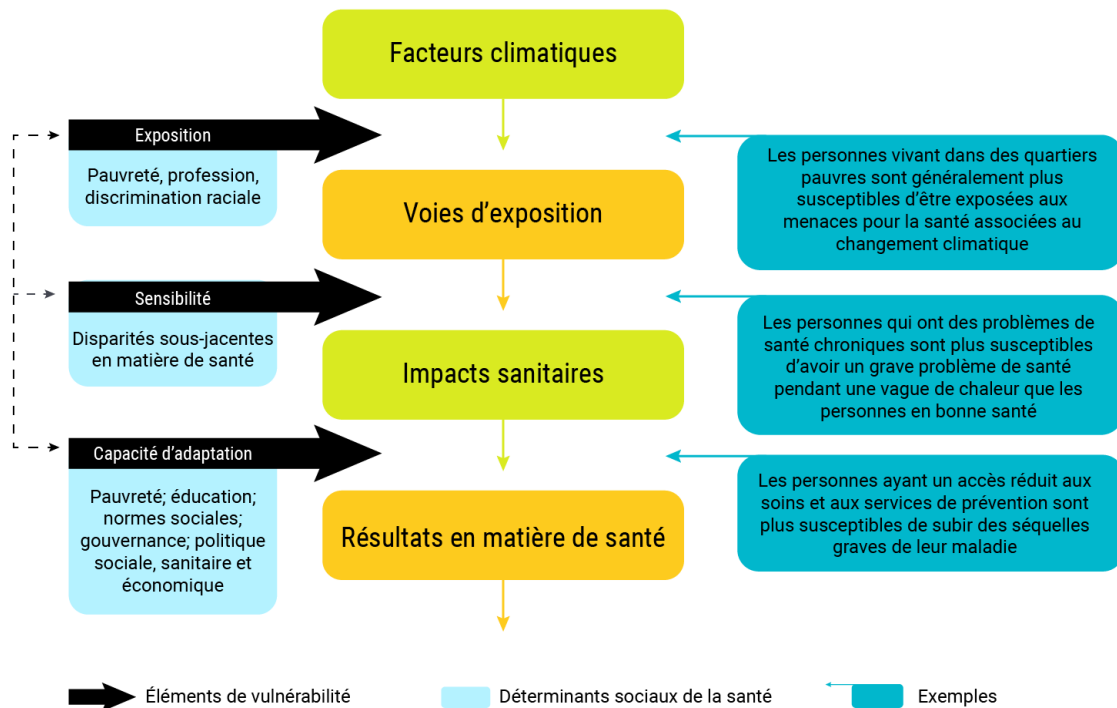 Facteurs climatiques
Exposition
Pauvreté, profession,
discrimination raciale
Les personnes vivant dans des quartiers
pauvres sont généralement plus
susceptibles d’être exposées aux
menaces pour la santé associées au
changement climatique
Voies d’exposition
Sensibilité
Disparités sous-jacentes
en matière de santé
Les personnes qui ont des problèmes de
santé chroniques sont plus susceptibles
d’avoir un grave problème de santé
pendant une vague de chaleur que les
personnes en bonne santé
Impacts sanitaires
Capacité d’adaptation
Pauvreté; éducation;
normes sociales;
gouvernance; politique
sociale, sanitaire et
économique
Les personnes ayant un accès réduit aux
soins et aux services de prévention sont
plus susceptibles de subir des séquelles
graves de leur maladie
Résultats en matière de santé
Éléments de vulnérabilité
Déterminants sociaux de la santé
Exemples